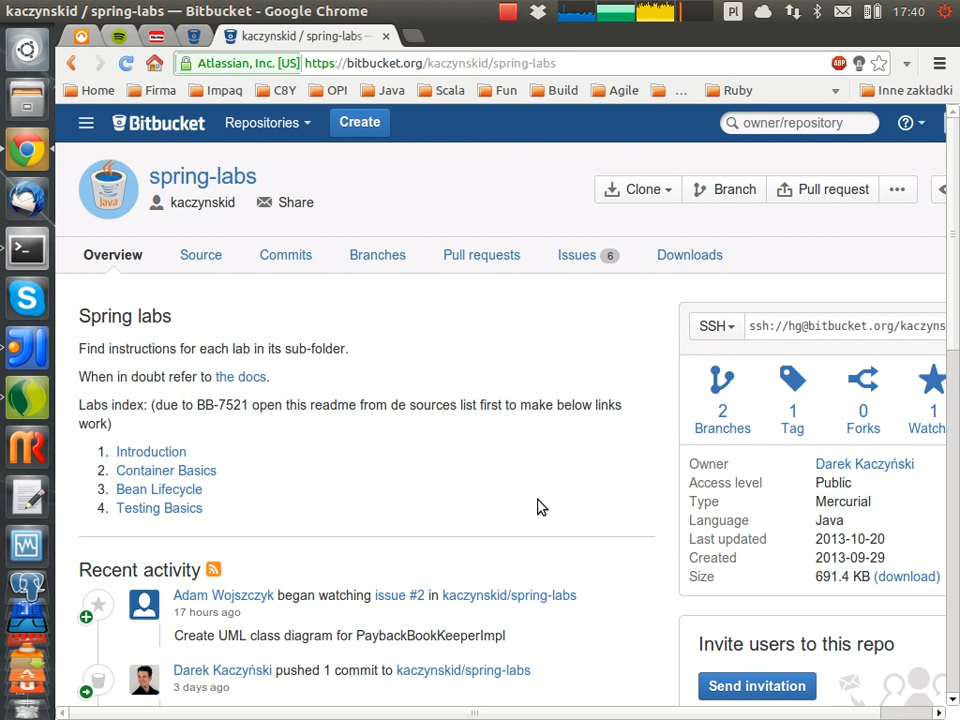 kaczynskid / spring-labs — Bitbucket - Google Chrome
Pl
17:40
kaczynskid / spring-labs —
Atlassian, Inc. [US]
https://bitbucket.org/kaczynskid/spring-labs
ABP
Home
Firma
Impaq
C8Y
OPI
Java
Scala
Fun
Build
Agile
...
Ruby
Inne zakładki
Bitbucket
Repositories
Create
owner/repository
Java
spring-labs
kaczynskid
Share
Clone
Branch
Pull request
Overview
Source
Commits
Branches
Pull requests
Issues 6
Downloads
Spring labs
Find instructions for each lab in its sub-folder.
When in doubt refer to the docs.
Labs index: (due to BB-7521 open this readme from de sources list first to make below links
work)
1. Introduction
2. Container Basics
3. Bean Lifecycle
4. Testing Basics
SSH
ssh://hg@bitbucket.org/kaczyns
2
Branches
1
Tag
0
Forks
1
Watch
Owner Darek Kaczyński
Access level Public
Type Mercurial
Language Java
Last updated 2013-10-20
Created 2013-09-29
Size 691.4 KB (download)
Recent activity
Adam Wojszczyk began watching issue #2 in kaczynskid/spring-labs
17 hours ago
Create UML class diagram for PaybackBookKeeperImpl
Darek Kaczyński pushed 1 commit to kaczynskid/spring-labs
3 days ago
Invite users to this repo
Send invitation